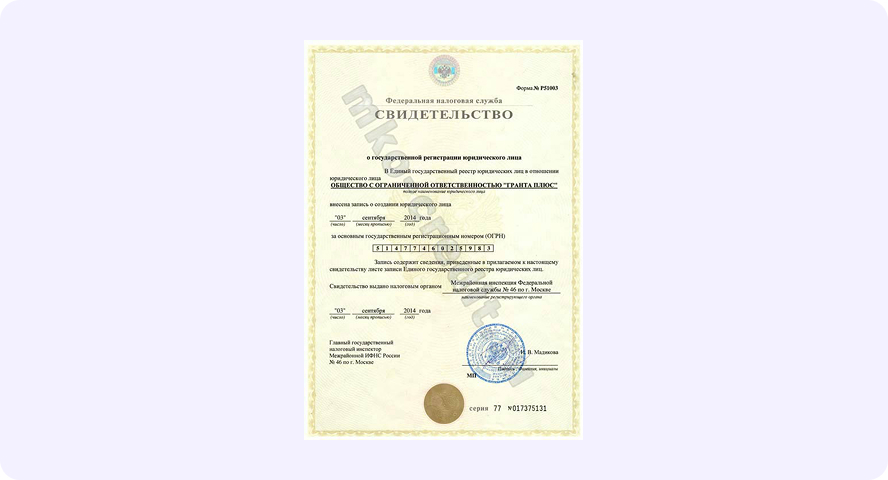 Форма № Р51003
Федеральная налоговая служба
СВИДЕТЕЛЬСТВО
о государственной регистрации юридического лица
В Единый государственный реестр юридических лиц в отношении
юридического лица
ОБЩЕСТВО С ОГРАНИЧЕННОЙ ОТВЕТСТВЕННОСТЬЮ "ГРАНТА ПЛЮС"
полное наименование юридического лица
внесена запись о создании юридического лица
"03" сентября 2014 года
(число) (месяц прописью) (год)
за основным государственным регистрационным номером (ОГРН)
5 1 4 7 7 4 6 0 2 5 9 8 3
Запись содержит сведения, приведенные в прилагаемом к настоящему
свидетельству листе записи Единого государственного реестра юридических лиц.
Свидетельство выдано налоговым органом Межрайонная инспекция Федеральной
налоговой службы № 46 по г. Москве
наименование регистрирующего органа
"03" сентября 2014 года
(число) (месяц прописью) (год)
Главный государственный
налоговый инспектор
Межрайонной ИФНС России
№ 46 по г. Москве
Н. В. Мадикова
Подпись, Фамилия, инициалы
МП
серия 77 №017375131